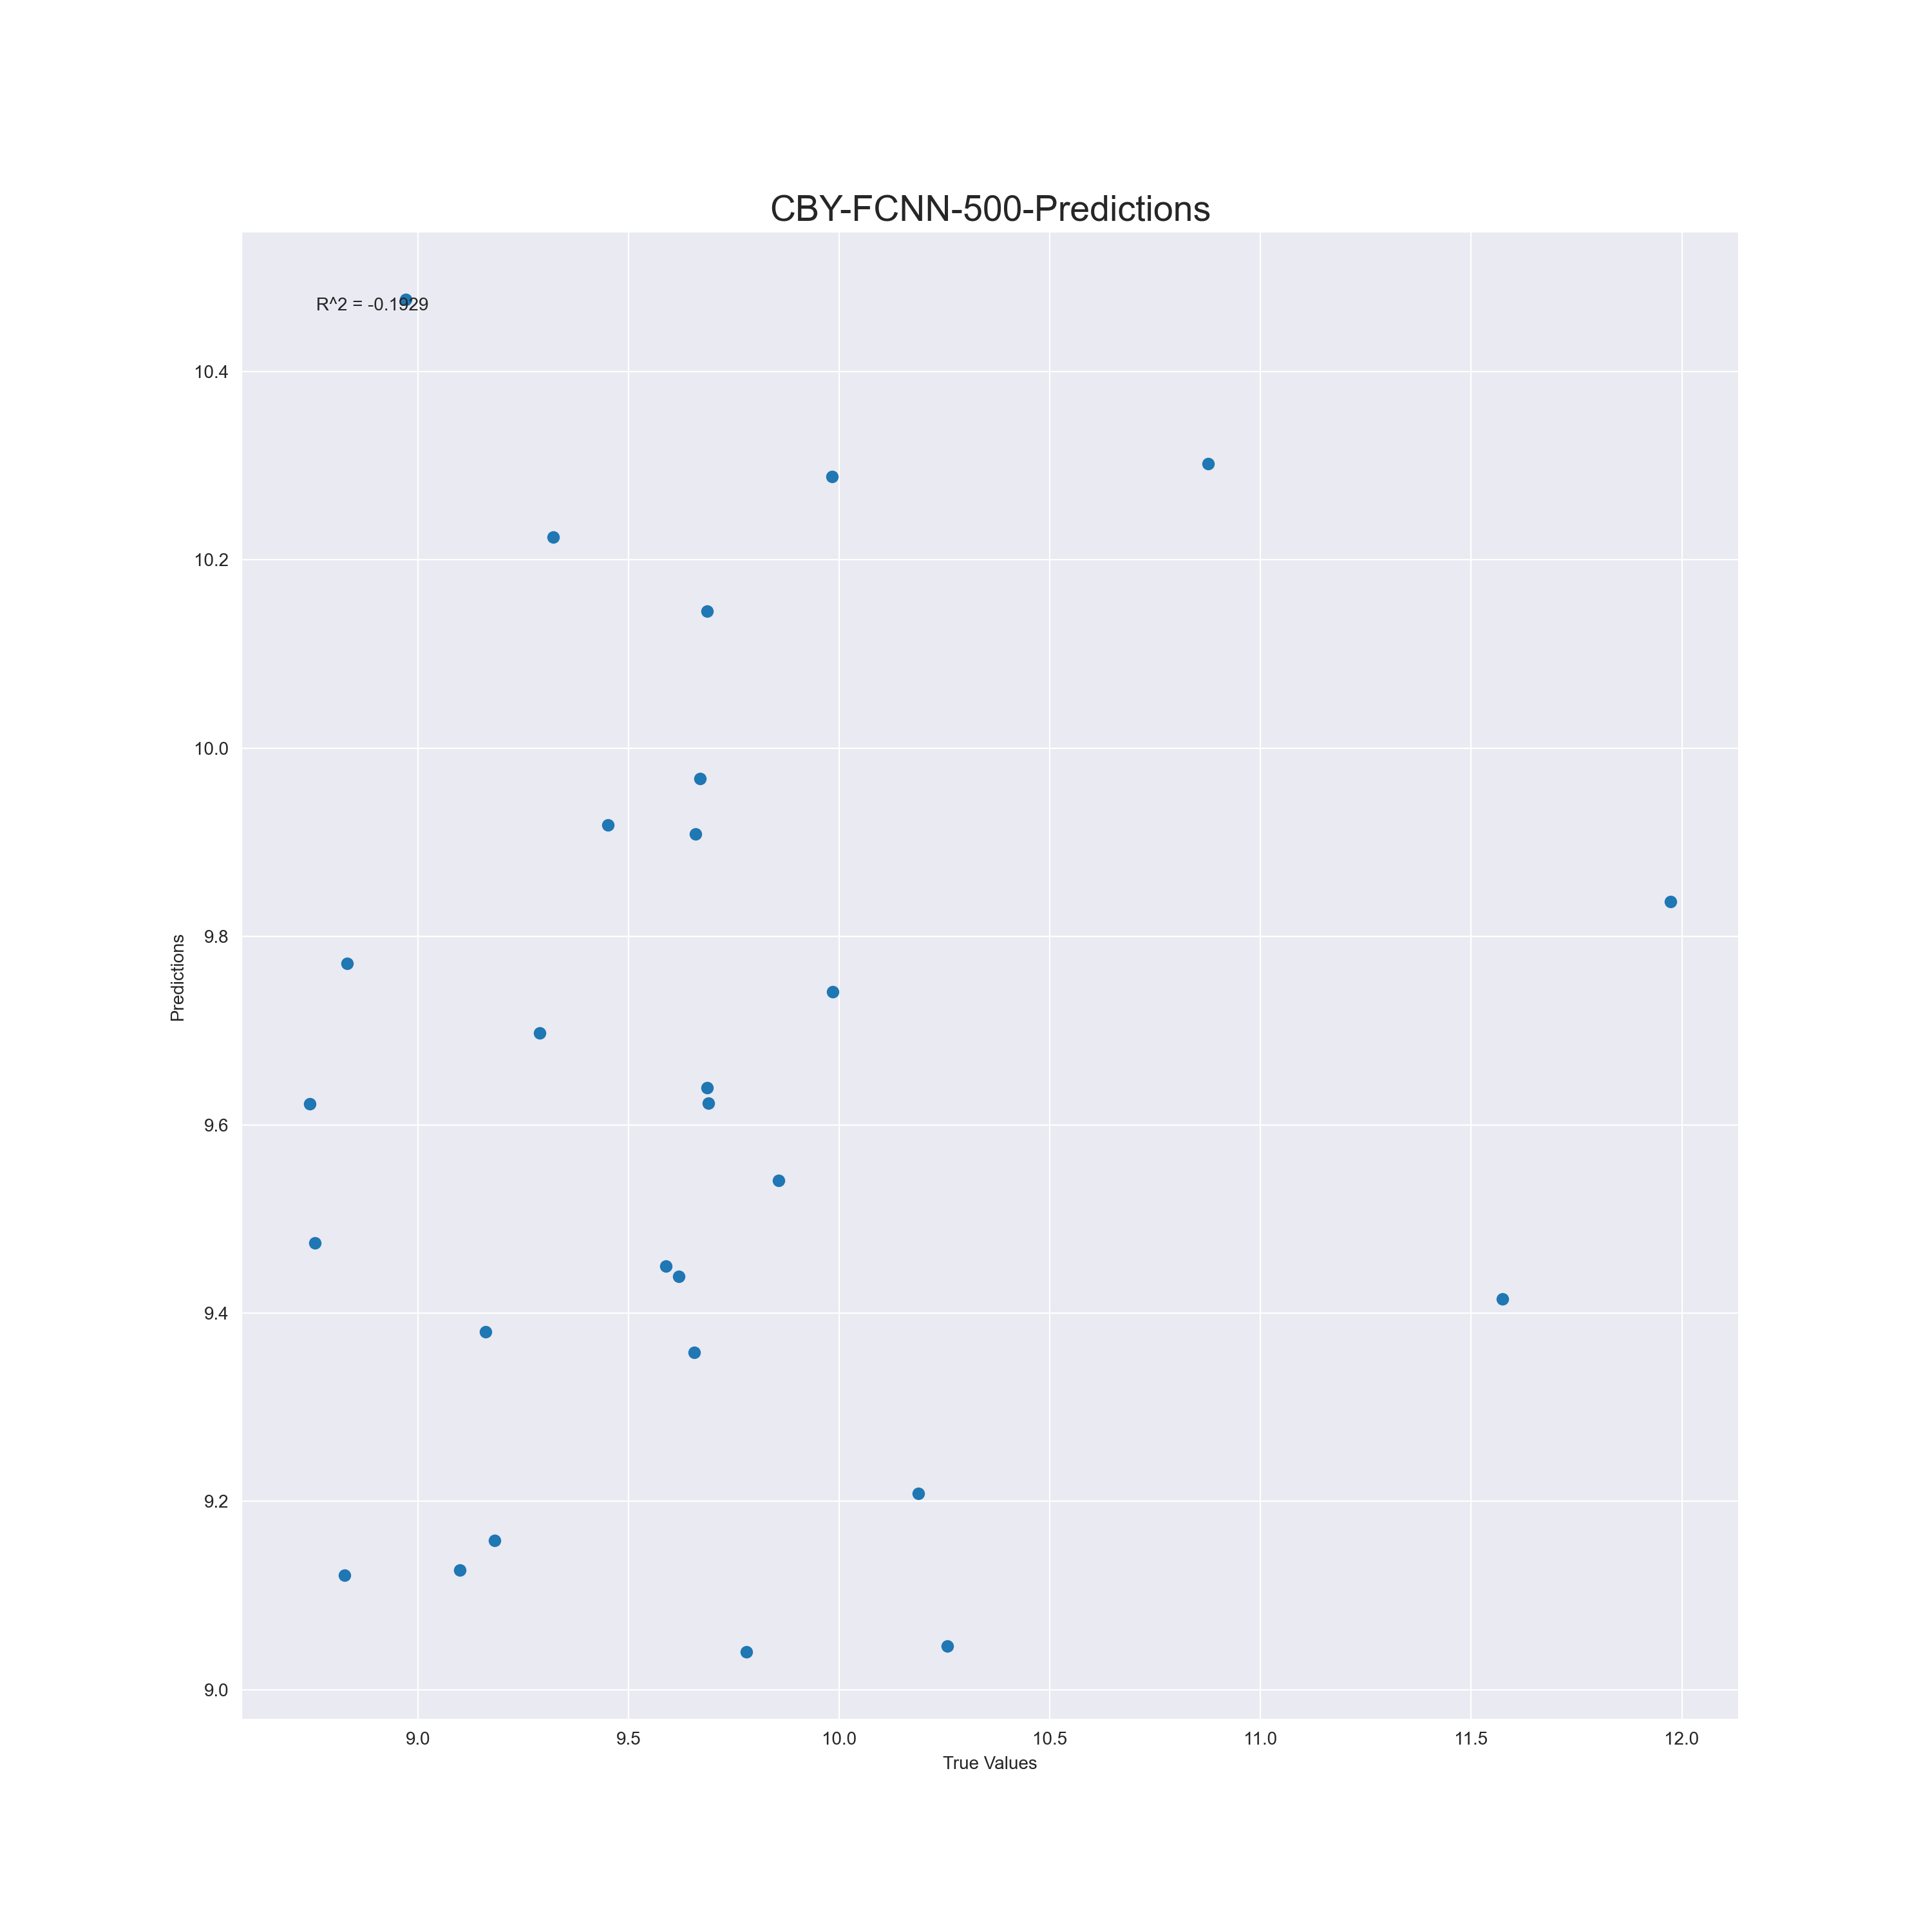 CBY-FCNN-500-Predictions
R^2 = -0.1929
10.4
10.2
10.0
9.8
9.6
9.4
9.2
9.0
Predictions
9.0 9.5 10.0 10.5 11.0 11.5 12.0
True Values